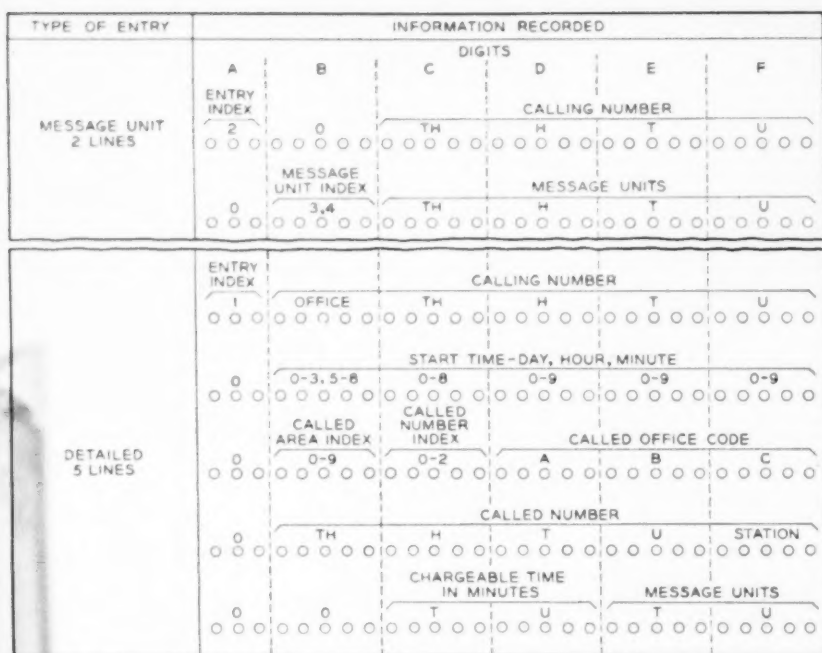 TYPE OF ENTRY INFORMATION RECORDED
DIGITS
A B C D E F
ENTRY INDEX CALLING NUMBER
MESSAGE UNIT 2 LINES
2 0 TH H T U
MESSAGE UNIT INDEX MESSAGE UNITS
0 3,4 TH H T U
ENTRY INDEX CALLING NUMBER
1 OFFICE TH H T U
START TIME-DAY, HOUR, MINUTE
0 0-3, 5-8 0-8 0-9 0-9 0-9
CALLED AREA INDEX CALLED NUMBER INDEX CALLED OFFICE CODE
DETAILED 5 LINES
0 0-9 0-2 A B C
CALLED NUMBER
0 TH H T U STATION
CHARGEABLE TIME IN MINUTES MESSAGE UNITS
0 0 T U T U